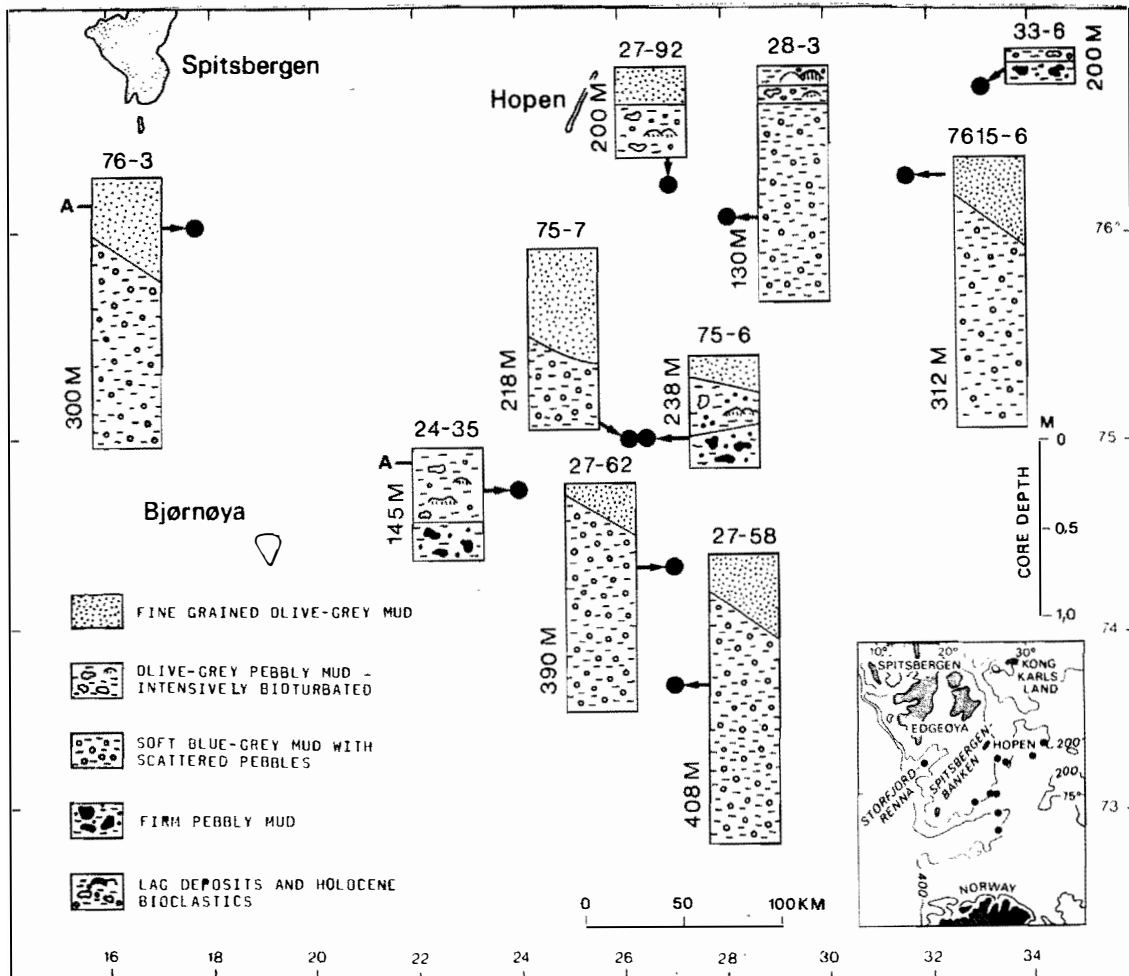 16
18
20
22
24
26
28
30
32
34
Spitsbergen
Hopen
27-92
200 M
28-3
130 M
33-6
200 M
76-3
A
300 M
7615-6
312 M
76°
75-7
218 M
75-6
238 M
75
24-35
A
145 M
27-62
390 M
27-58
408 M
M
0
0,5
1,0
CORE DEPTH
74
73
Bjørnøya
FINE GRAINED OLIVE-GREY MUD
OLIVE-GREY PEBBLY MUD -
INTENSIVELY BIOTURBATED
SOFT BLUE-GREY MUD WITH
SCATTERED PEBBLES
FIRM PEBBLY MUD
LAG DEPOSITS AND HOLOCENE
BIOCLASTICS
0 50 100 KM
10° 20° 30°
SPITSBERGEN
KONG
KARLS
LAND
EDGEØYA
HOPEN
200
200
75°
STORFJORD-
RENNA
SPITSBERGEN-
BANKEN
400
NORWAY